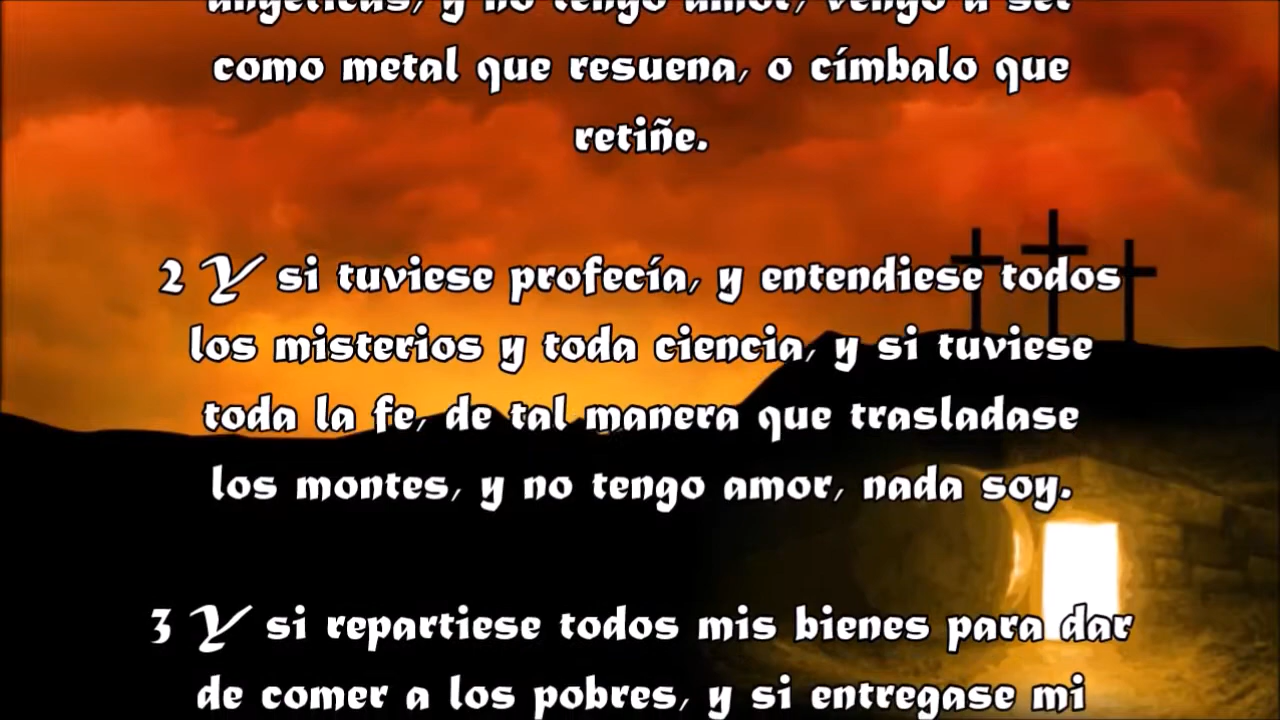 angélicas, y no tengo amor, vengo a ser
como metal que resuena, o címbalo que
retiñe.
2 Y si tuviese profecía, y entendiese todos
los misterios y toda ciencia, y si tuviese
toda la fe, de tal manera que trasladase
los montes, y no tengo amor, nada soy.
3 Y si repartiese todos mis bienes para dar
de comer a los pobres, y si entregase mi